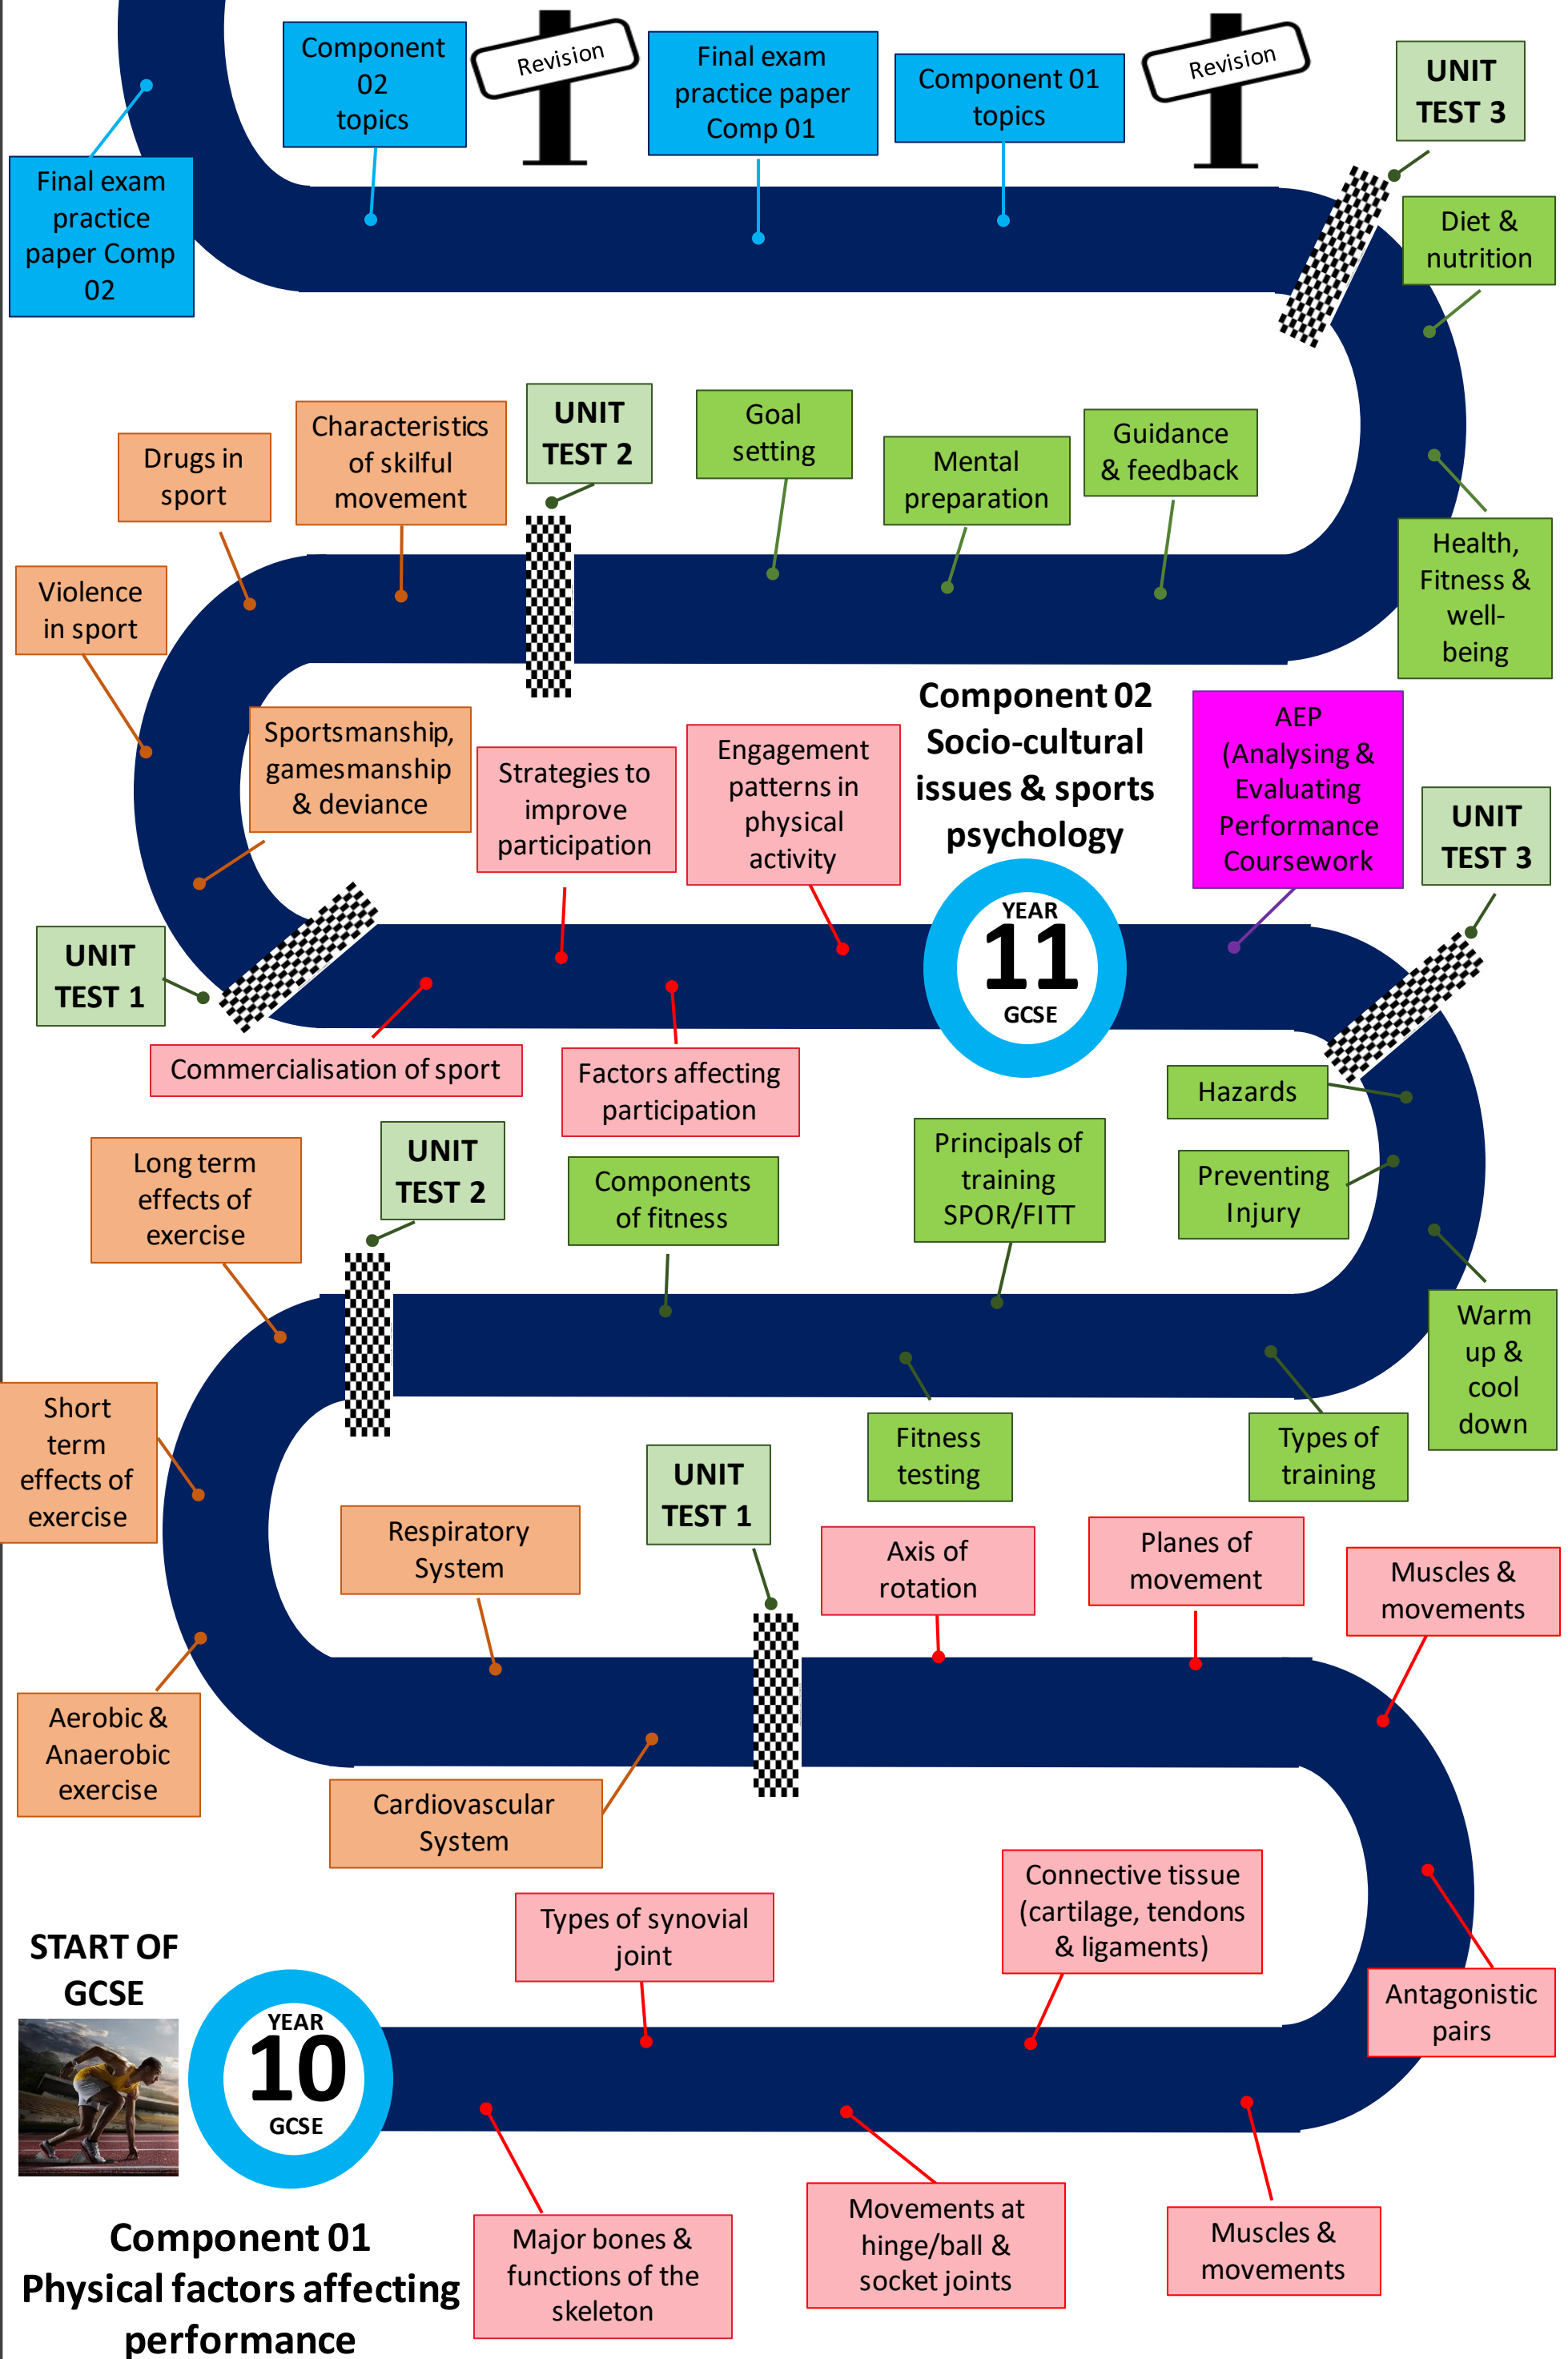 Component
02
topics
Revision
Final exam
practice paper
Comp 01
Component 01
topics
Revision
UNIT
TEST 3
Final exam
practice
paper Comp
02
Diet &
nutrition
Drugs in
sport
Characteristics
of skilful
movement
UNIT
TEST 2
Goal
setting
Mental
preparation
Guidance
& feedback
Health,
Fitness &
well-
being
Violence
in sport
Sportsmanship,
gamesmanship
& deviance
Strategies to
improve
participation
Engagement
patterns in
physical
activity
Component 02
Socio-cultural
issues & sports
psychology
AEP
(Analysing &
Evaluating
Performance
Coursework
UNIT
TEST 3
YEAR
11
GCSE
UNIT
TEST 1
Commercialisation of sport
Factors affecting
participation
Hazards
Long term
effects of
exercise
UNIT
TEST 2
Components
of fitness
Principals of
training
SPOR/FITT
Preventing
Injury
Warm
up &
cool
down
Short
term
effects of
exercise
Fitness
testing
Types of
training
UNIT
TEST 1
Respiratory
System
Axis of
rotation
Planes of
movement
Muscles &
movements
Aerobic &
Anaerobic
exercise
Cardiovascular
System
Types of synovial
joint
Connective tissue
(cartilage, tendons
& ligaments)
Antagonistic
pairs
START OF
GCSE
YEAR
10
GCSE
Major bones &
functions of the
skeleton
Movements at
hinge/ball &
socket joints
Muscles &
movements
Component 01
Physical factors affecting
performance